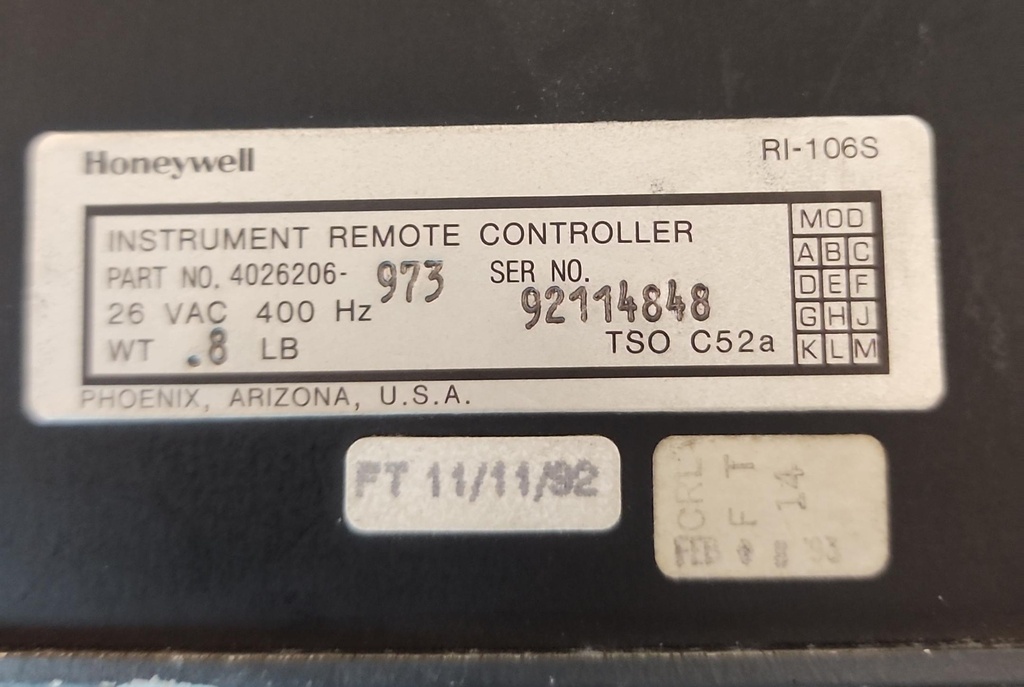 Honeywell
RI-106S
INSTRUMENT REMOTE CONTROLLER
PART NO. 4026206- 973 SER NO.
92114848
26 VAC 400 Hz
WT .8 LB
TSO C52a
MOD
A B C
D E F
G H J
K L M
PHOENIX, ARIZONA, U.S.A.
FT 11/11/92
F T
14
FEB 8 93